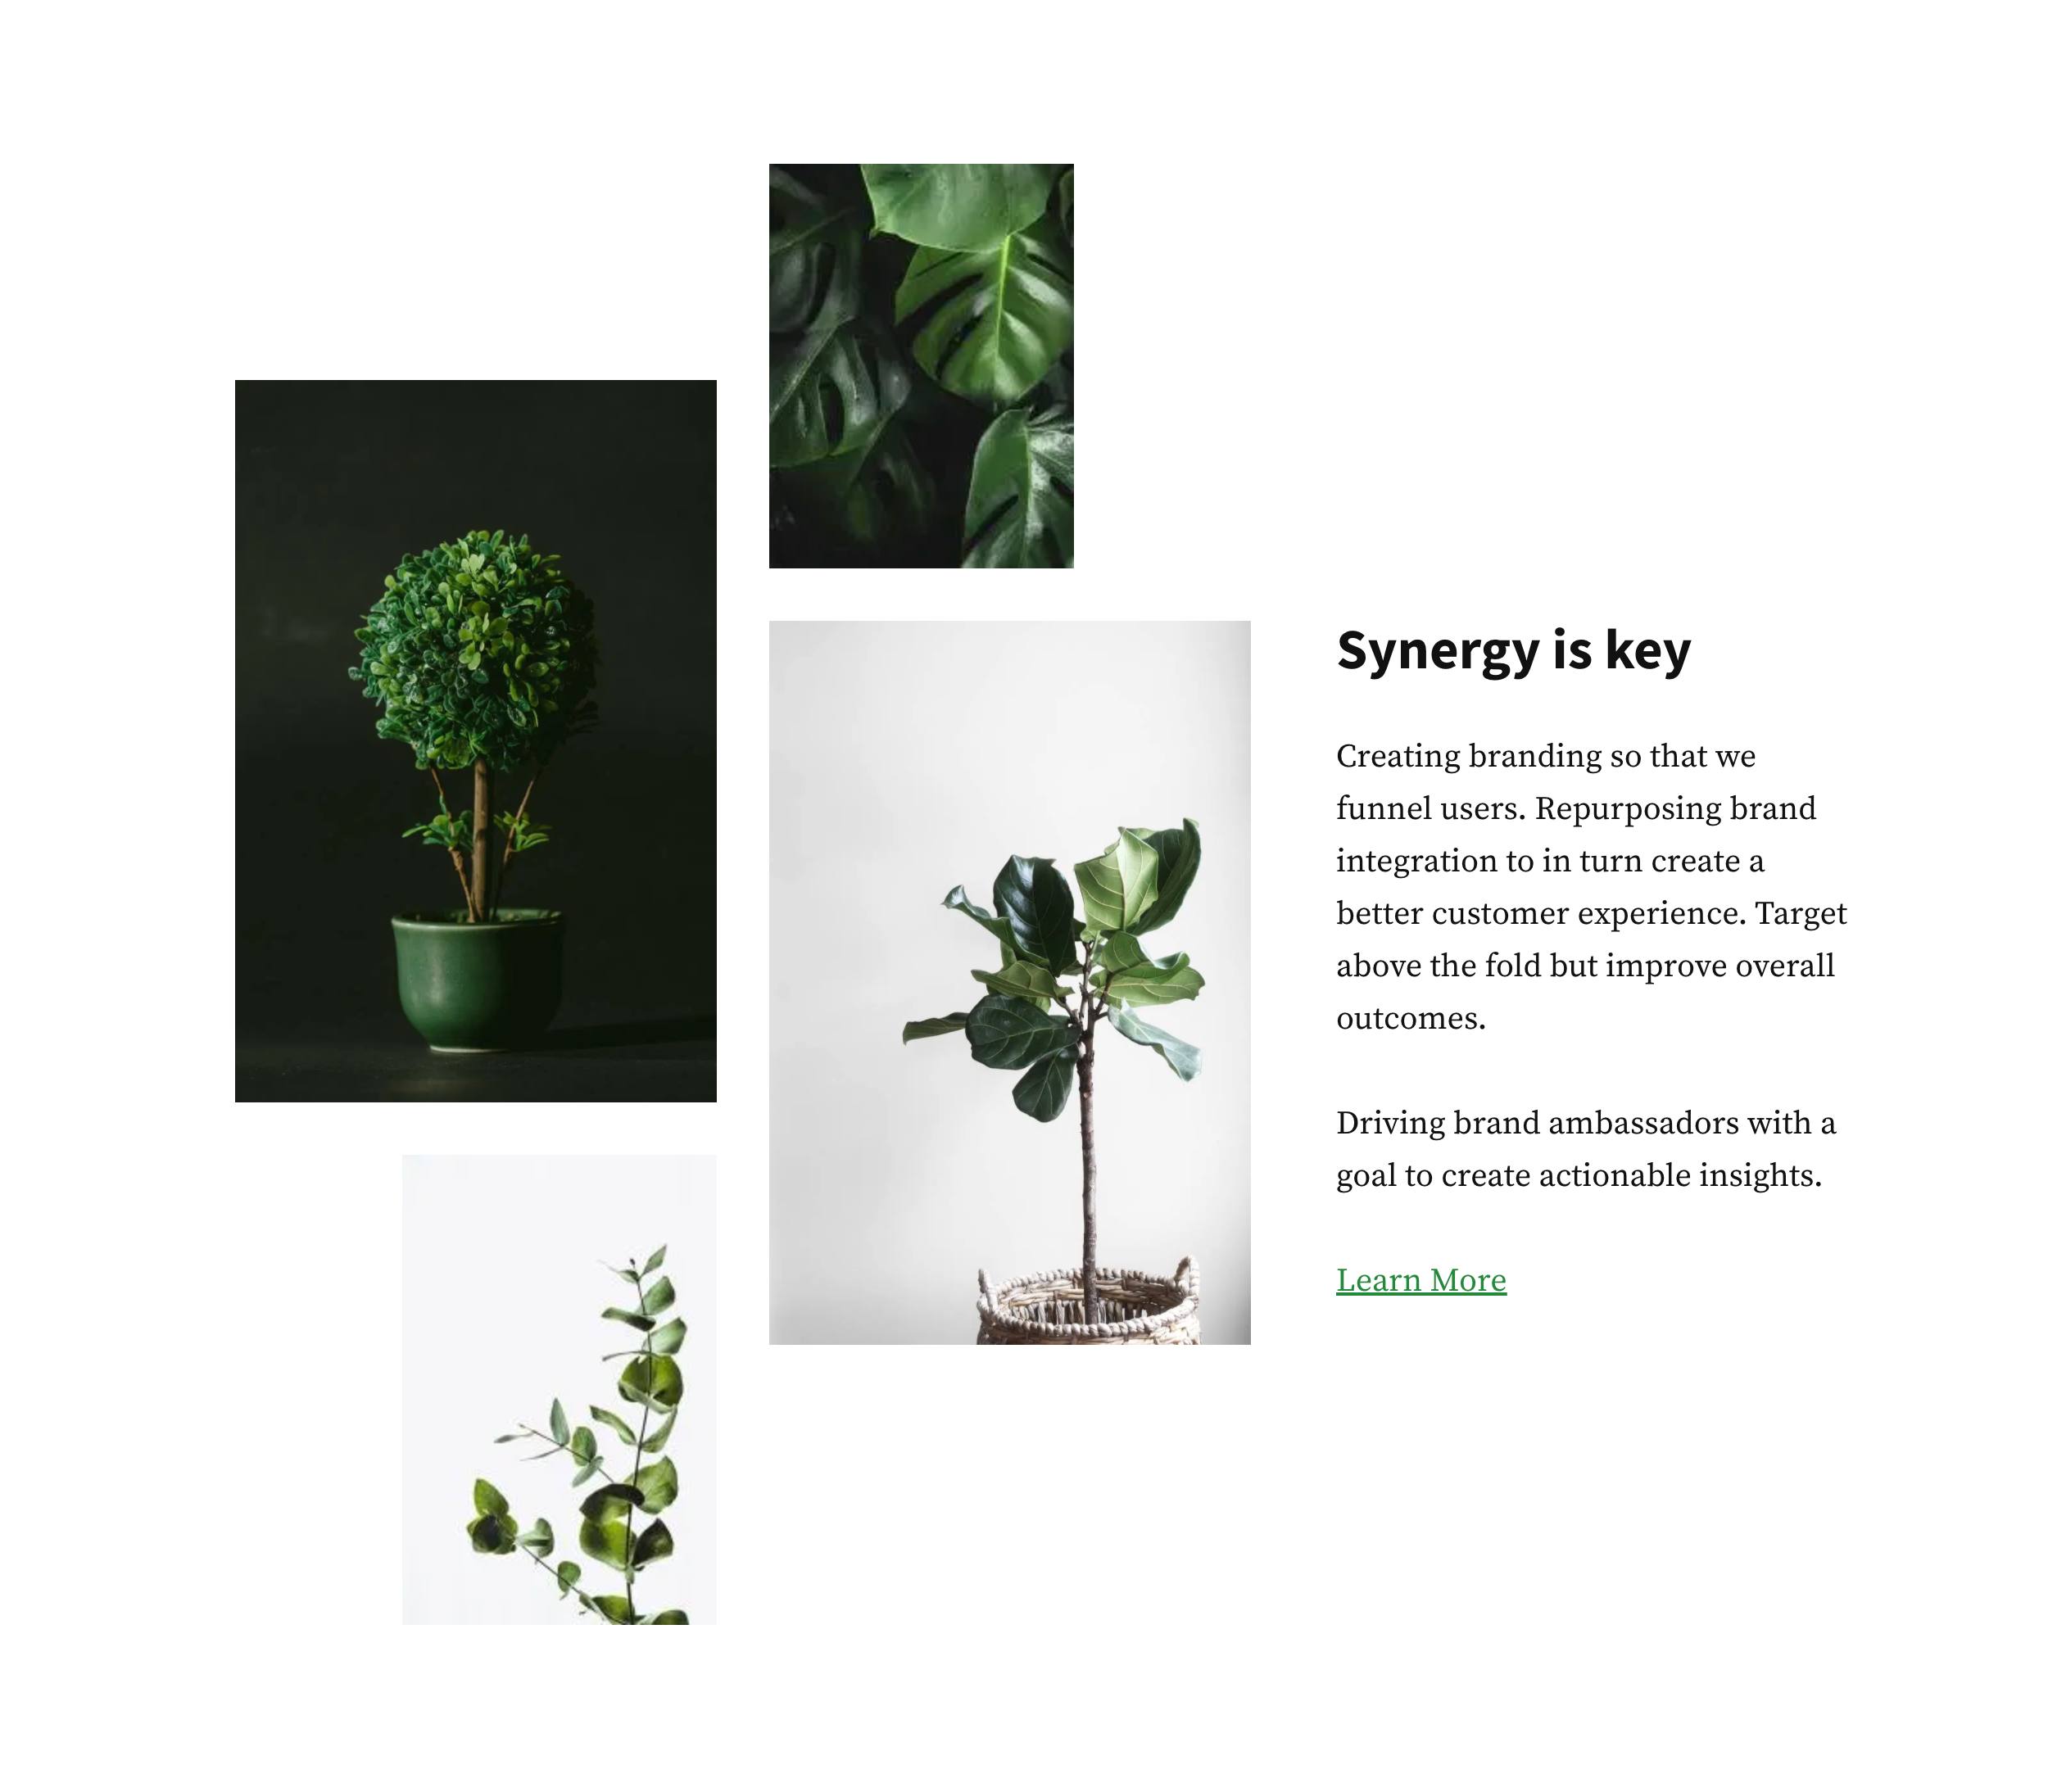 Synergy is key
Creating branding so that we
funnel users. Repurposing brand
integration to in turn create a
better customer experience. Target
above the fold but improve overall
outcomes.
Driving brand ambassadors with a
goal to create actionable insights.
Learn More